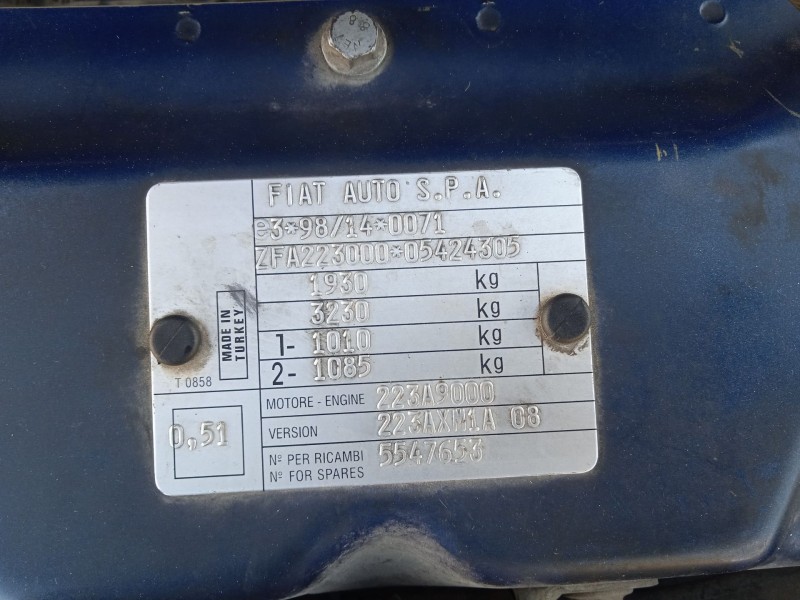 FIAT AUTO S.P.A.
e3*98/14*0071
ZFA223000*05424305
1930 kg
3230 kg
1- 1010 kg
2- 1085 kg
MADE IN
TURKEY
T 0858
0,51
MOTORE - ENGINE 223A9000
VERSION 223AXM1A 08
Nº PER RICAMBI
Nº FOR SPARES
5547653